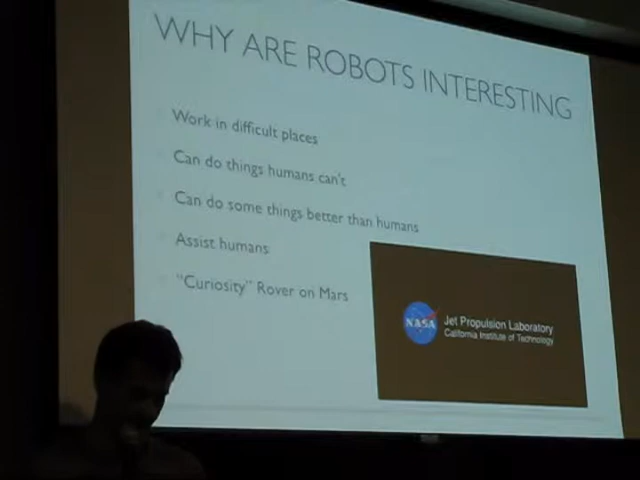 WHY ARE ROBOTS INTERESTING
Work in difficult places
Can do things humans can't
Can do some things better than humans
Assist humans
"Curiosity" Rover on Mars
NASA
Jet Propulsion Laboratory
California Institute of Technology